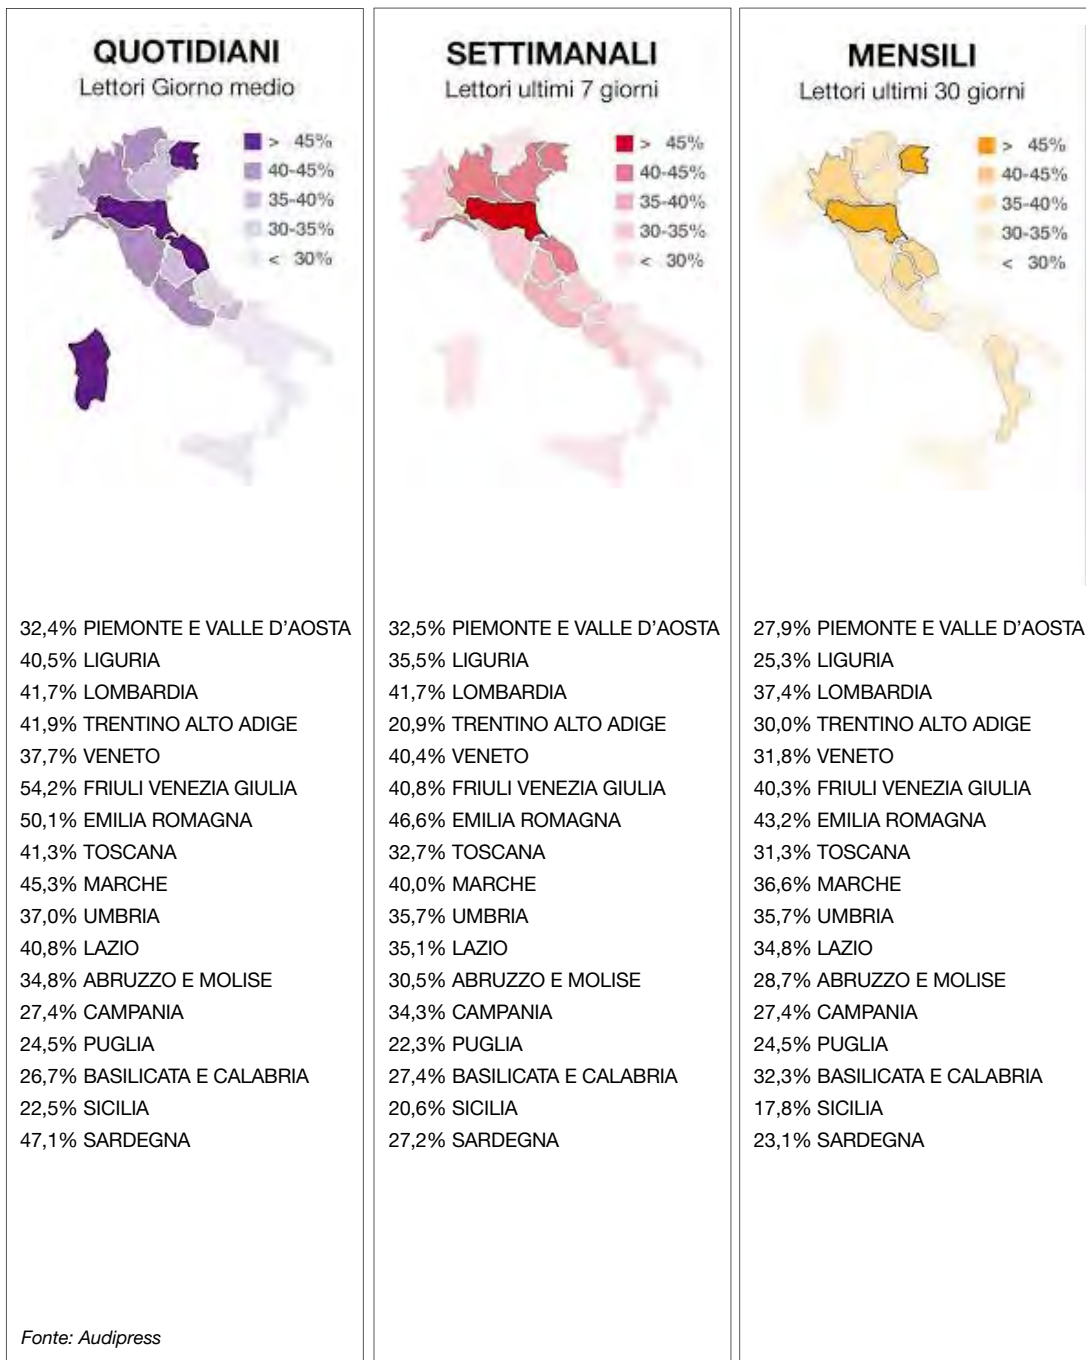 QUOTIDIANI
Lettori Giorno medio
> 45%
40-45%
35-40%
30-35%
< 30%
32,4% PIEMONTE E VALLE D'AOSTA
40,5% LIGURIA
41,7% LOMBARDIA
41,9% TRENTINO ALTO ADIGE
37,7% VENETO
54,2% FRIULI VENEZIA GIULIA
50,1% EMILIA ROMAGNA
41,3% TOSCANA
45,3% MARCHE
37,0% UMBRIA
40,8% LAZIO
34,8% ABRUZZO E MOLISE
27,4% CAMPANIA
24,5% PUGLIA
26,7% BASILICATA E CALABRIA
22,5% SICILIA
47,1% SARDEGNA
Fonte: Audipress
SETTIMANALI
Lettori ultimi 7 giorni
> 45%
40-45%
35-40%
30-35%
< 30%
32,5% PIEMONTE E VALLE D'AOSTA
35,5% LIGURIA
41,7% LOMBARDIA
20,9% TRENTINO ALTO ADIGE
40,4% VENETO
40,8% FRIULI VENEZIA GIULIA
46,6% EMILIA ROMAGNA
32,7% TOSCANA
40,0% MARCHE
35,7% UMBRIA
35,1% LAZIO
30,5% ABRUZZO E MOLISE
34,3% CAMPANIA
22,3% PUGLIA
27,4% BASILICATA E CALABRIA
20,6% SICILIA
27,2% SARDEGNA
MENSILI
Lettori ultimi 30 giorni
> 45%
40-45%
35-40%
30-35%
< 30%
27,9% PIEMONTE E VALLE D'AOSTA
25,3% LIGURIA
37,4% LOMBARDIA
30,0% TRENTINO ALTO ADIGE
31,8% VENETO
40,3% FRIULI VENEZIA GIULIA
43,2% EMILIA ROMAGNA
31,3% TOSCANA
36,6% MARCHE
35,7% UMBRIA
34,8% LAZIO
28,7% ABRUZZO E MOLISE
27,4% CAMPANIA
24,5% PUGLIA
32,3% BASILICATA E CALABRIA
17,8% SICILIA
23,1% SARDEGNA